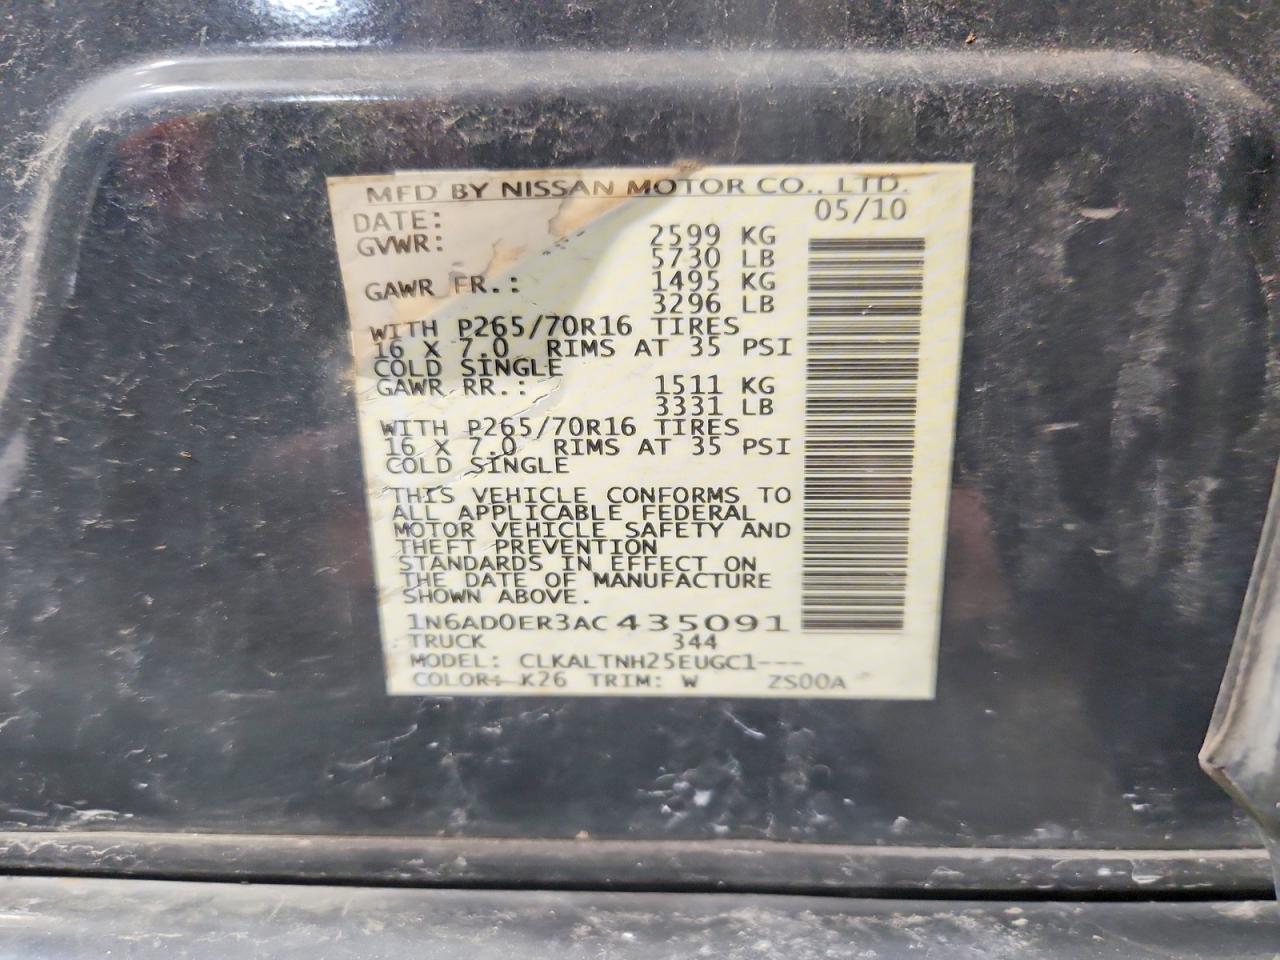 MFD BY NISSAN MOTOR CO., LTD.
DATE: 05/10
GVWR: 2599 KG
5730 LB
GAWR FR.: 1495 KG
3296 LB
WITH P265/70R16 TIRES
16 X 7.0 RIMS AT 35 PSI
COLD SINGLE
GAWR RR.: 1511 KG
3331 LB
WITH P265/70R16 TIRES
16 X 7.0 RIMS AT 35 PSI
COLD SINGLE
THIS VEHICLE CONFORMS TO
ALL APPLICABLE FEDERAL
MOTOR VEHICLE SAFETY AND
THEFT PREVENTION
STANDARDS IN EFFECT ON
THE DATE OF MANUFACTURE
SHOWN ABOVE.
1N6AD0ER3AC435091
TRUCK 344
MODEL: CLKALTNH25EUGC1---
COLOR: K26 TRIM: W ZS00A